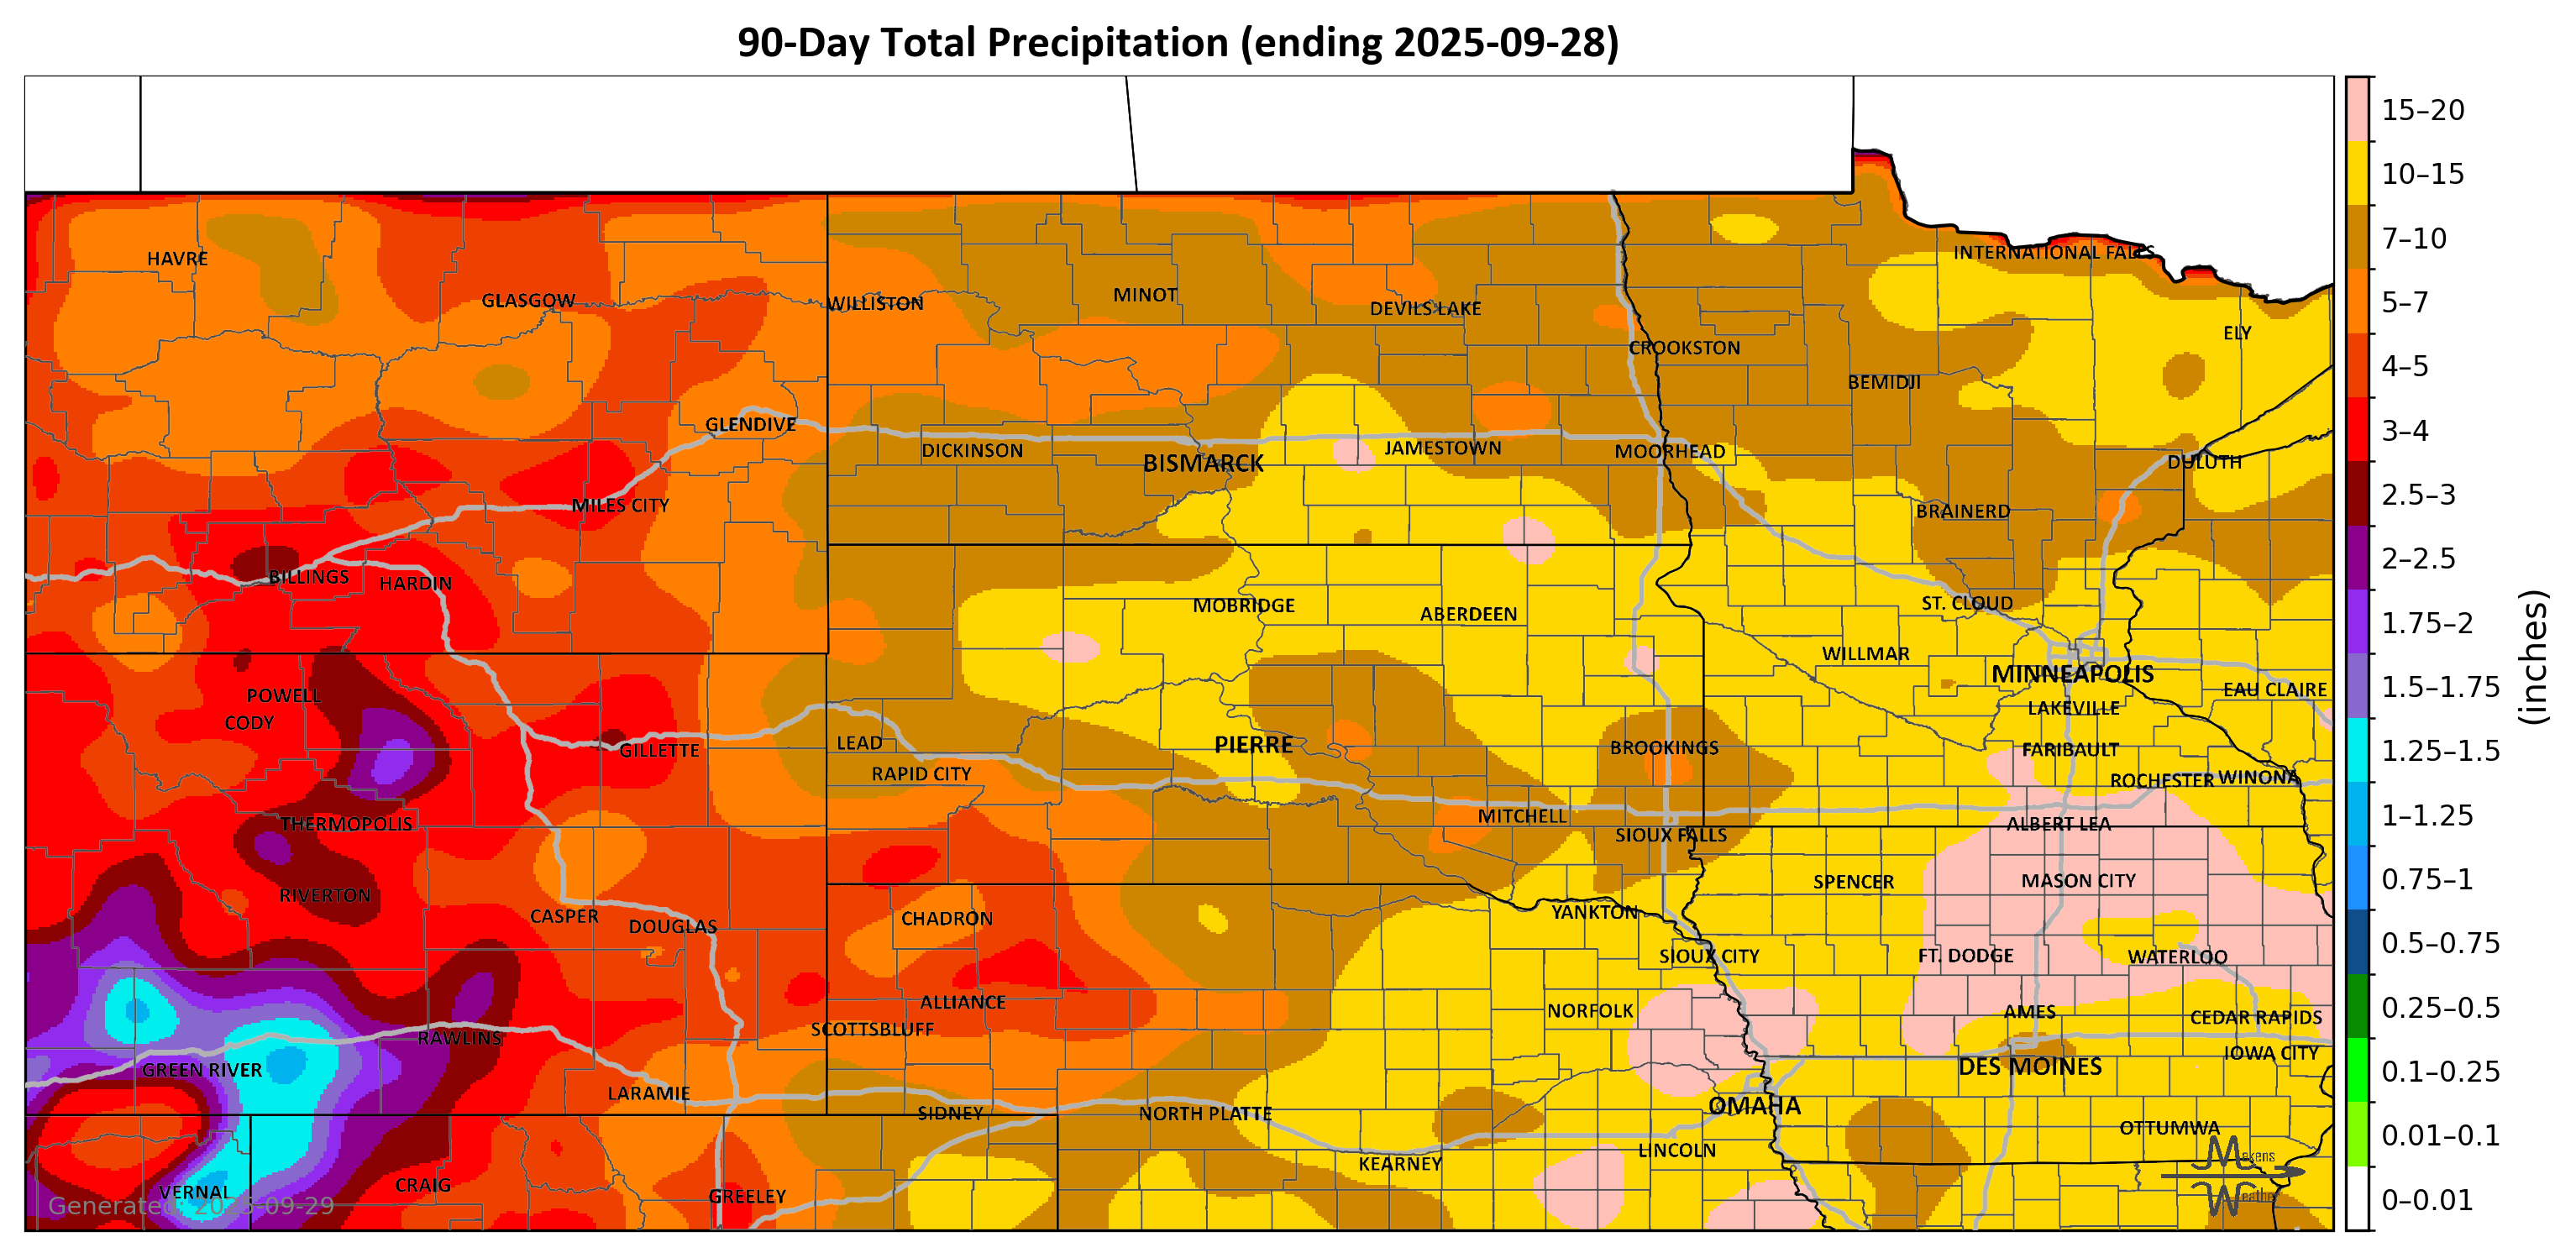 90-Day Total Precipitation (ending 2025-09-28)
15–20
10–15
HAVRE
7–10
INTERNATIONAL FALLS
GLASGOW
WILLISTON
MINOT
DEVILS LAKE
5–7
ELY
CROOKSTON
4–5
BEMIDJI
GLENDIVE
3–4
DICKINSON
BISMARCK
JAMESTOWN
MOORHEAD
DULUTH
2.5–3
MILES CITY
BRAINERD
2–2.5
BILLINGS
HARDIN
MOBRIDGE
ABERDEEN
ST. CLOUD
1.75–2
(inches)
WILLMAR
MINNEAPOLIS
POWELL
EAU CLAIRE
1.5–1.75
CODY
LAKEVILLE
LEAD
PIERRE
BROOKINGS
FARIBAULT
GILLETTE
1.25–1.5
RAPID CITY
ROCHESTER
WINONA
THERMOPOLIS
MITCHELL
ALBERT LEA
1–1.25
SIOUX FALLS
RIVERTON
SPENCER
MASON CITY
0.75–1
CASPER
CHADRON
YANKTON
DOUGLAS
SIOUX CITY
FT. DODGE
WATERLOO
0.5–0.75
ALLIANCE
NORFOLK
AMES
0.25–0.5
SCOTTSBLUFF
CEDAR RAPIDS
RAWLINS
GREEN RIVER
DES MOINES
IOWA CITY
0.1–0.25
LARAMIE
SIDNEY
NORTH PLATTE
OMAHA
OTTUMWA
0.01–0.1
LINCOLN
KEARNEY
Makens
VERNAL
CRAIG
GREELEY
Weather
Generated: 2025-09-29
0–0.01